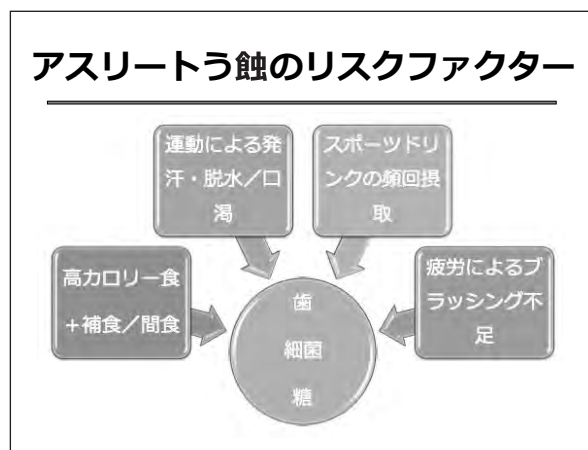 アスリートう蝕のリスクファクター
運動による発
汗・脱水／口
渇
スポーツドリ
ンクの頻回摂
取
高カロリー食
＋補食／間食
疲労によるブ
ラッシング不
足
歯
細菌
糖